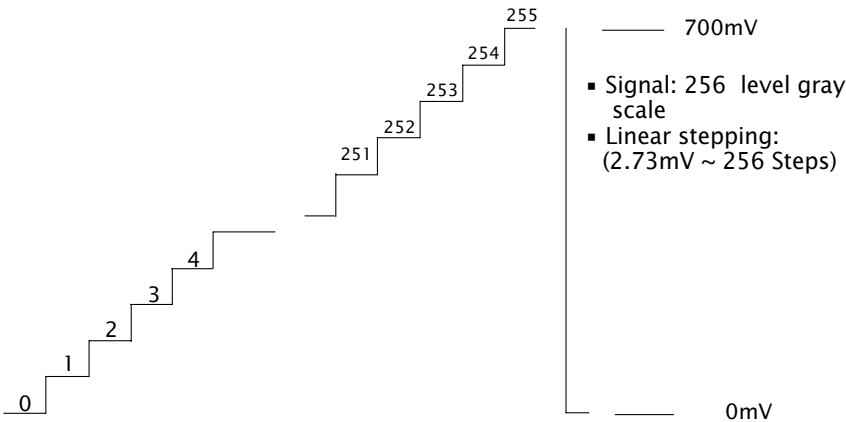 255
700mV
254
253
252
251
4
3
2
1
0
▪ Signal: 256 level gray
scale
▪ Linear stepping:
(2.73mV ~ 256 Steps)
0mV